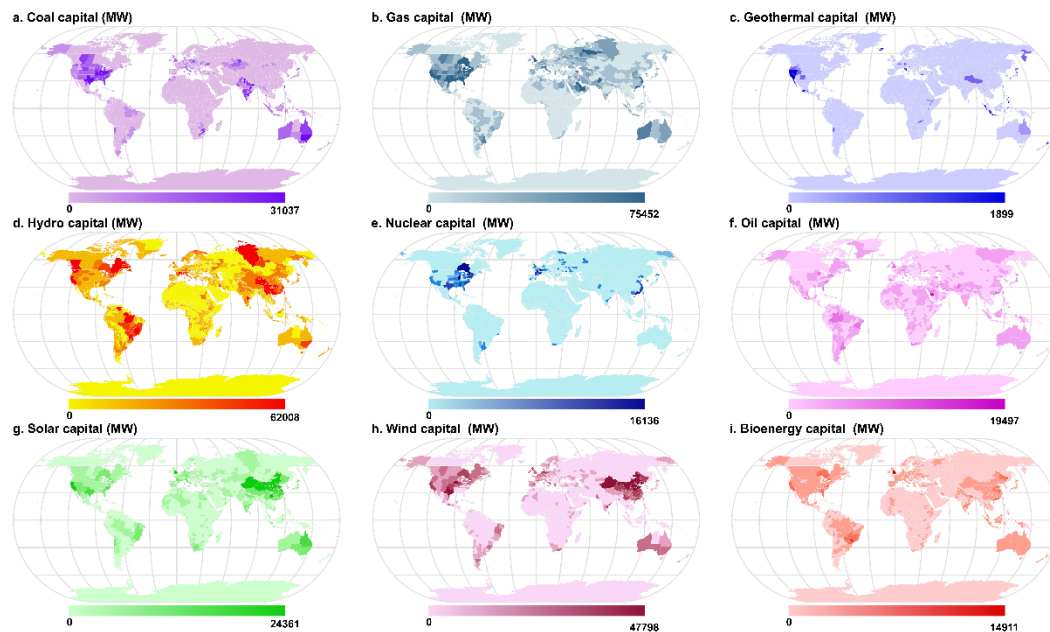 a. Coal capital (MW)
b. Gas capital (MW)
c. Geothermal capital (MW)
0 31037
0 75452
0 1899
d. Hydro capital (MW)
e. Nuclear capital (MW)
f. Oil capital (MW)
0 62008
0 16136
0 19497
g. Solar capital (MW)
h. Wind capital (MW)
i. Bioenergy capital (MW)
0 24361
0 47798
0 14911